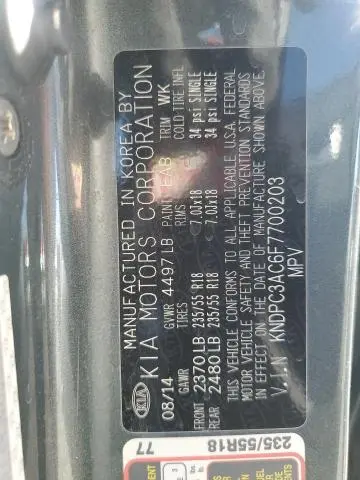 MANUFACTURED IN KOREA BY
KIA KIA MOTORS CORPORATION
08/14 GVWR 4497LB PAINT EAB TRIM WK
GAWR TIRES RIMS COLD TIRE INFL
FRONT 2370LB 235/55 R18 7.0Jx18 34 psi SINGLE
REAR 2480LB 235/55 R18 7.0Jx18 34 psi SINGLE
THIS VEHICLE CONFORMS TO ALL APPLICABLE U.S.A. FEDERAL
MOTOR VEHICLE SAFETY AND THEFT PREVENTION STANDARDS
IN EFFECT ON THE DATE OF MANUFACTURE SHOWN ABOVE.
V.I.N KNDPC3AC6F7700203
MPV
77 235/55R18